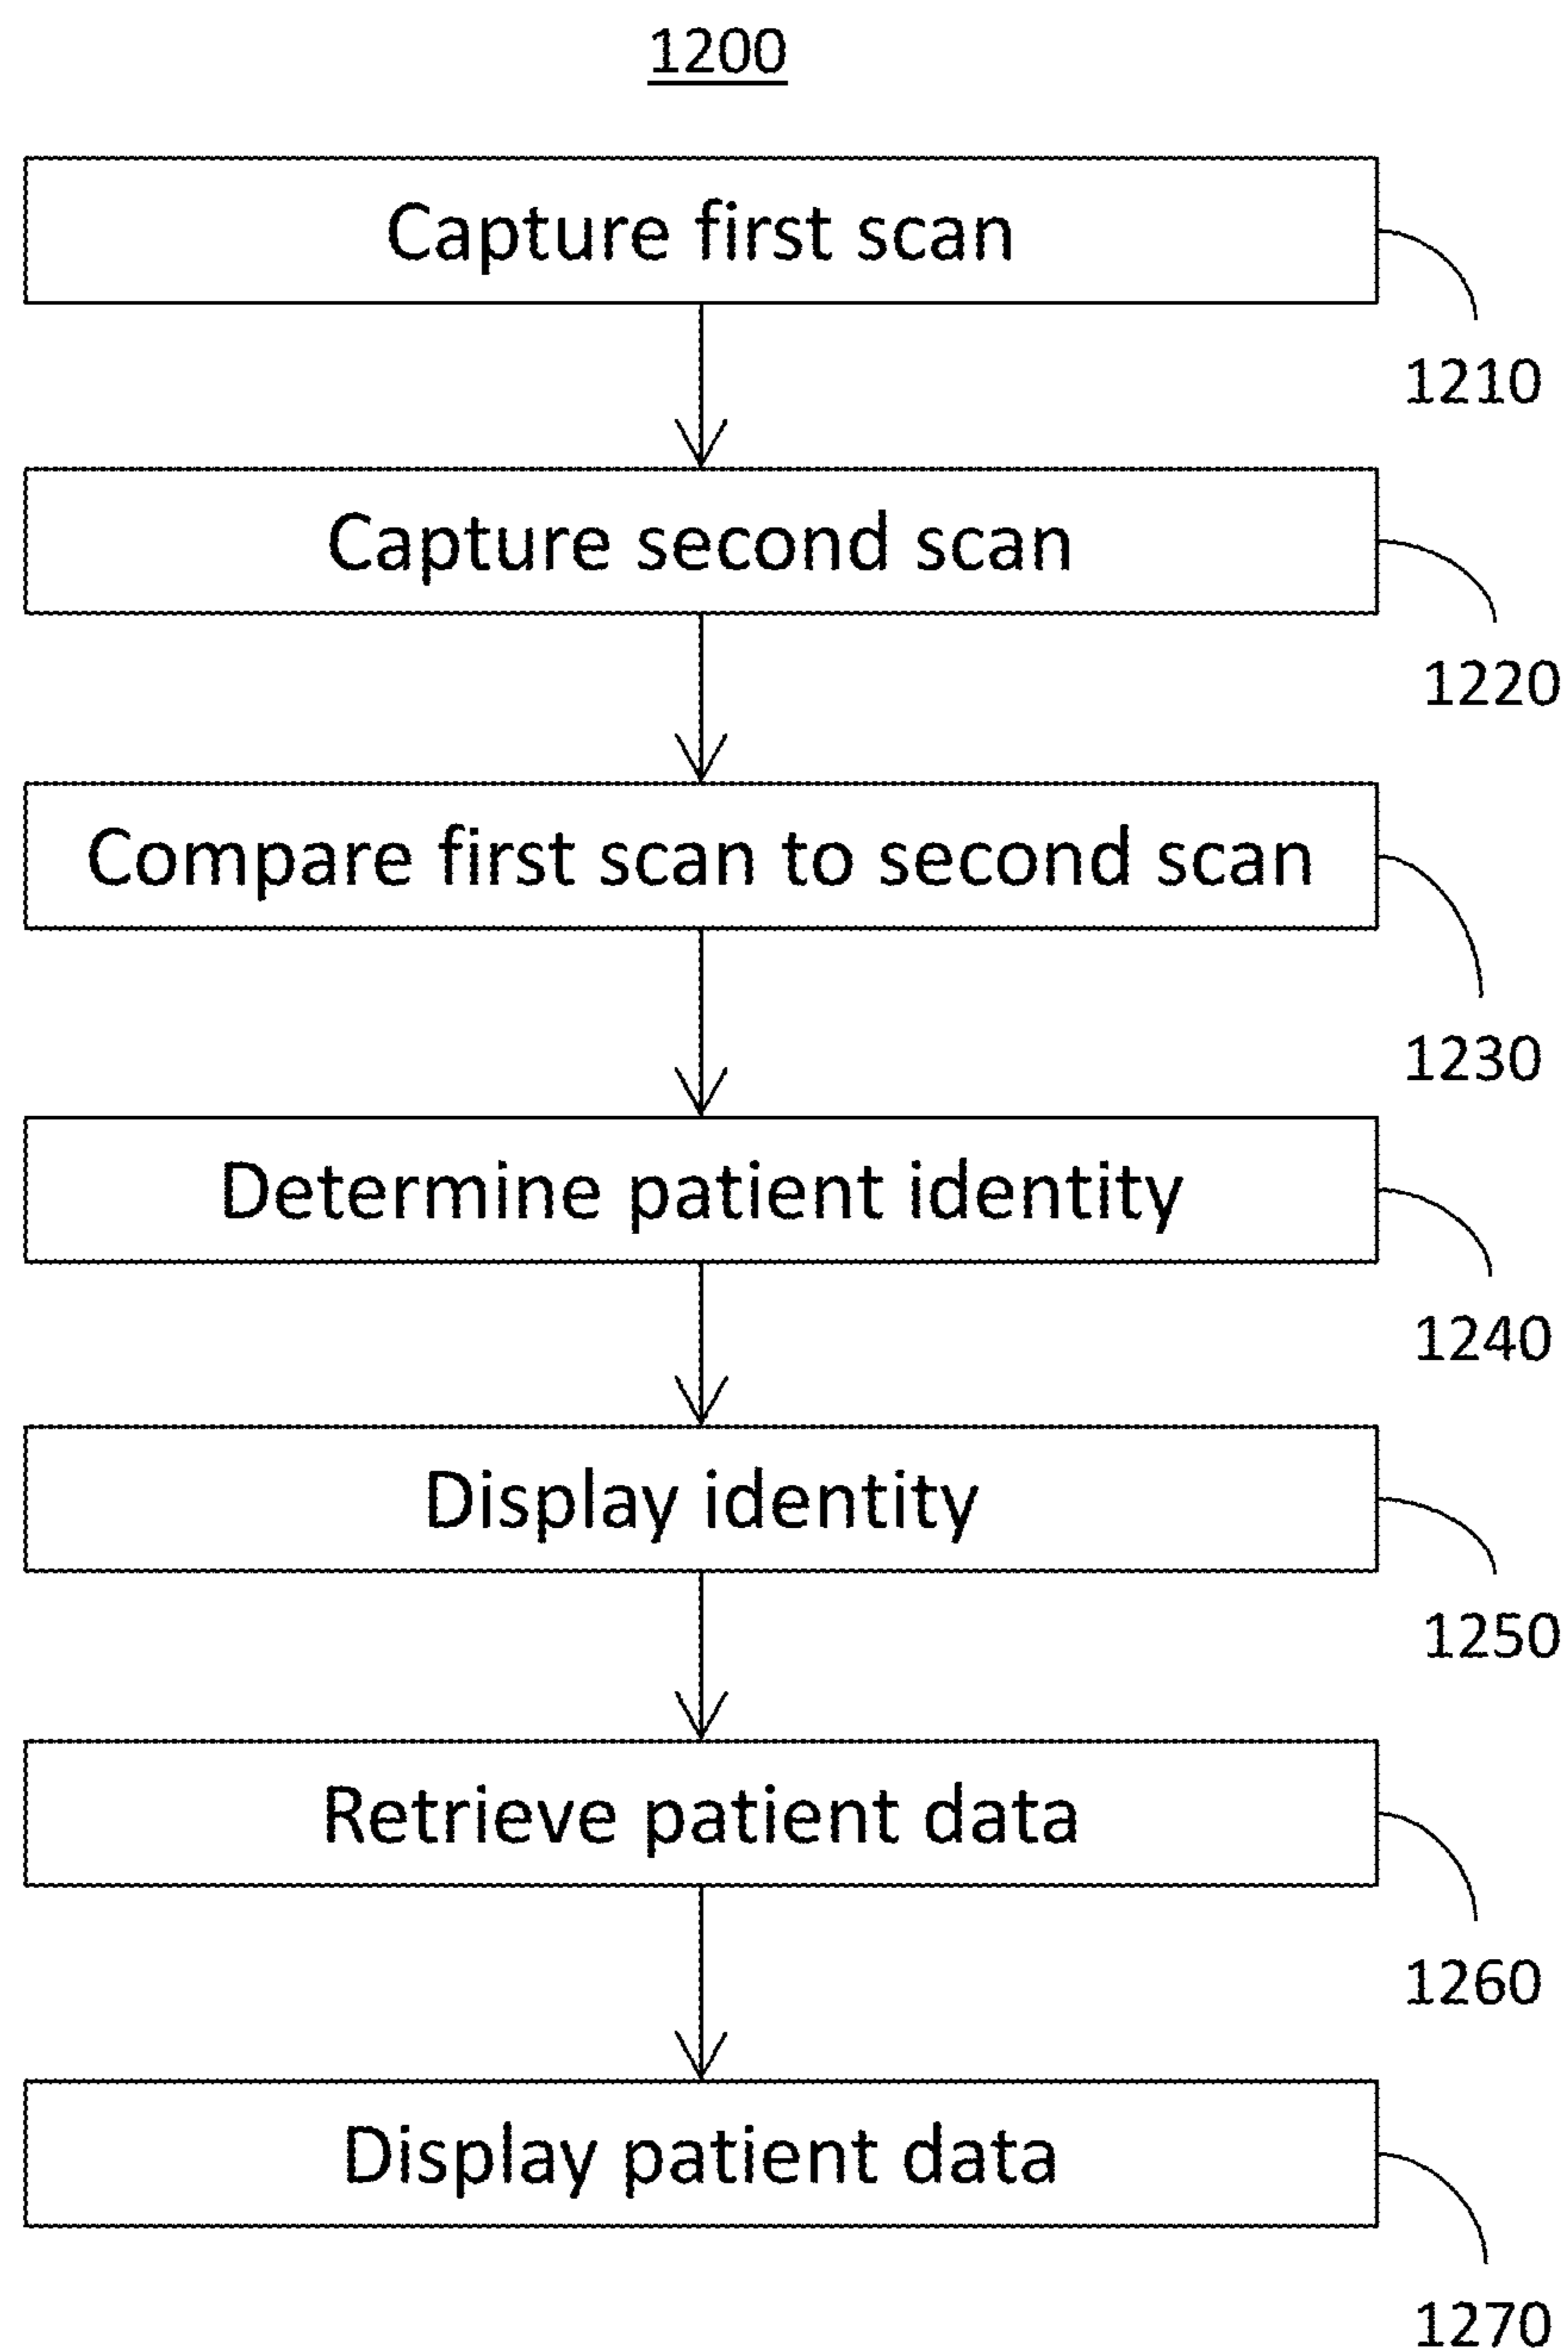 1200
Capture first scan
1210
Capture second scan
1220
Compare first scan to second scan
1230
Determine patient identity
1240
Display identity
1250
Retrieve patient data
1260
Display patient data
1270